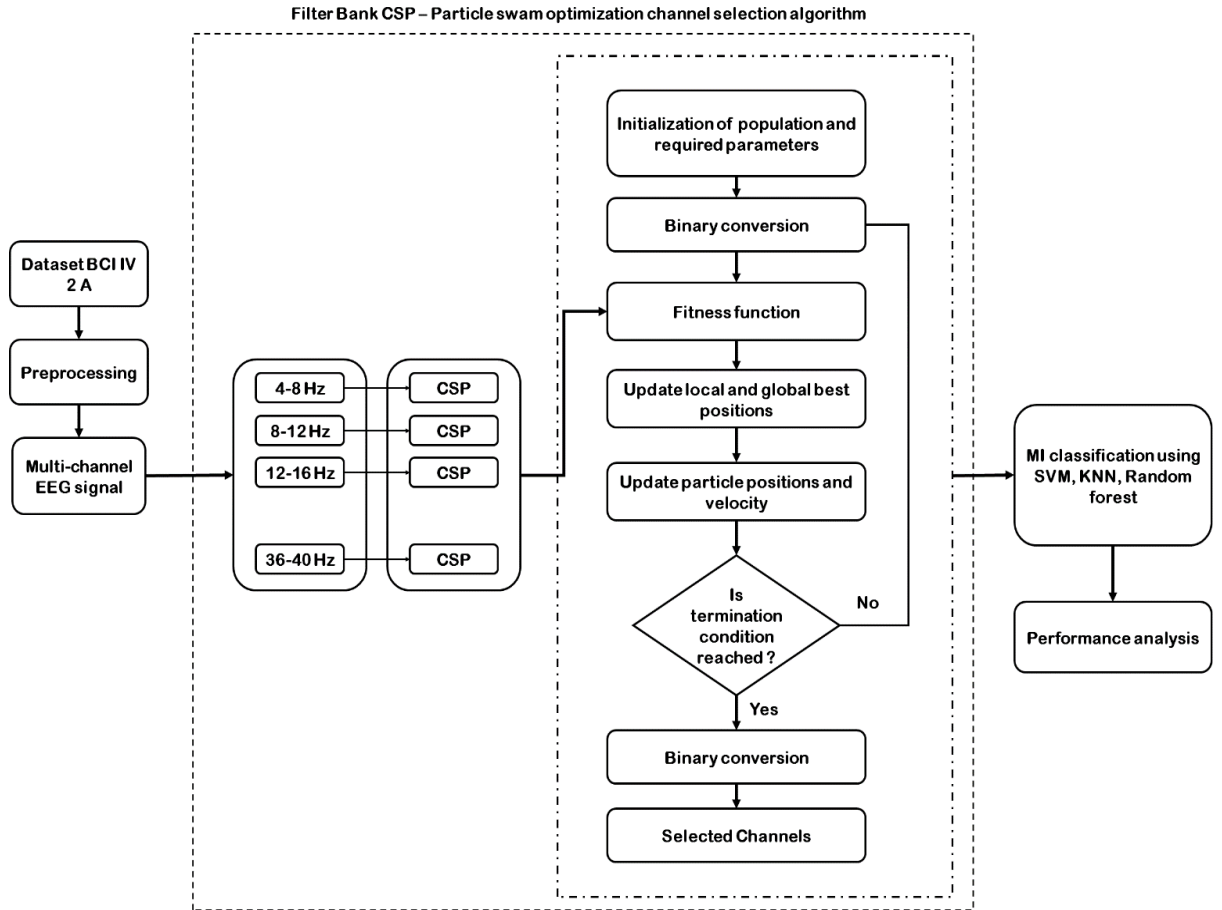 Filter Bank CSP – Particle swam optimization channel selection algorithm
Dataset BCI IV
2 A
Preprocessing
Multi-channel
EEG signal
4-8 Hz
CSP
8-12 Hz
CSP
12-16 Hz
CSP
36-40 Hz
CSP
Initialization of population and
required parameters
Binary conversion
Fitness function
Update local and global best
positions
Update particle positions and
velocity
Is
termination
condition
reached ?
No
Yes
Binary conversion
Selected Channels
MI classification using
SVM, KNN, Random
forest
Performance analysis